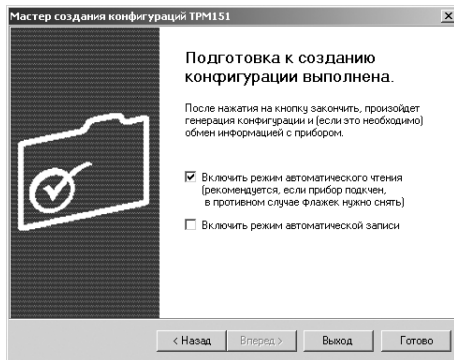 Мастер создания конфигураций ТРМ151
Подготовка к созданию
конфигурации выполнена.
После нажатия на кнопку закончить, произойдет
генерация конфигурации и (если это необходимо)
обмен информацией с прибором.
Включить режим автоматического чтения
(рекомендуется, если прибор подкчен,
в противном случае флажек нужно снять)
Включить режим автоматической записи
< Назад
Вперед >
Выход
Готово